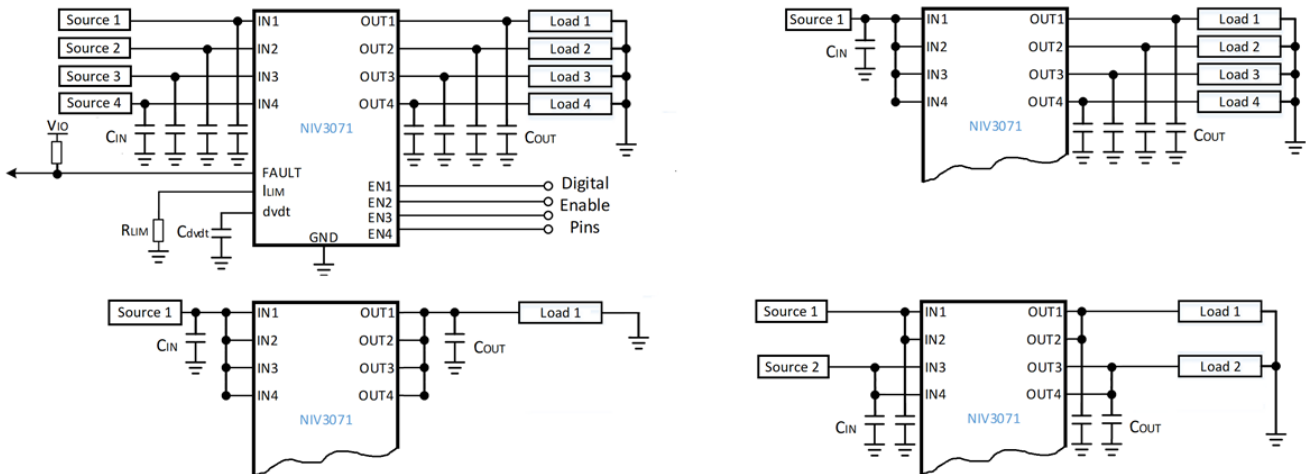 Source 1
Source 2
Source 3
Source 4
CIN
VIO
IN1
IN2
IN3
IN4
NIV3071
FAULT
ILIM
dvdt
GND
RLIM
Cdvdt
OUT1
OUT2
OUT3
OUT4
EN1
EN2
EN3
EN4
COUT
Load 1
Load 2
Load 3
Load 4
Digital
Enable
Pins
Source 1
CIN
IN1
IN2
IN3
IN4
NIV3071
OUT1
OUT2
OUT3
OUT4
COUT
Load 1
Load 2
Load 3
Load 4
Source 1
CIN
IN1
IN2
IN3
IN4
NIV3071
OUT1
OUT2
OUT3
OUT4
COUT
Load 1
Source 1
Source 2
CIN
IN1
IN2
IN3
IN4
NIV3071
OUT1
OUT2
OUT3
OUT4
COUT
Load 1
Load 2